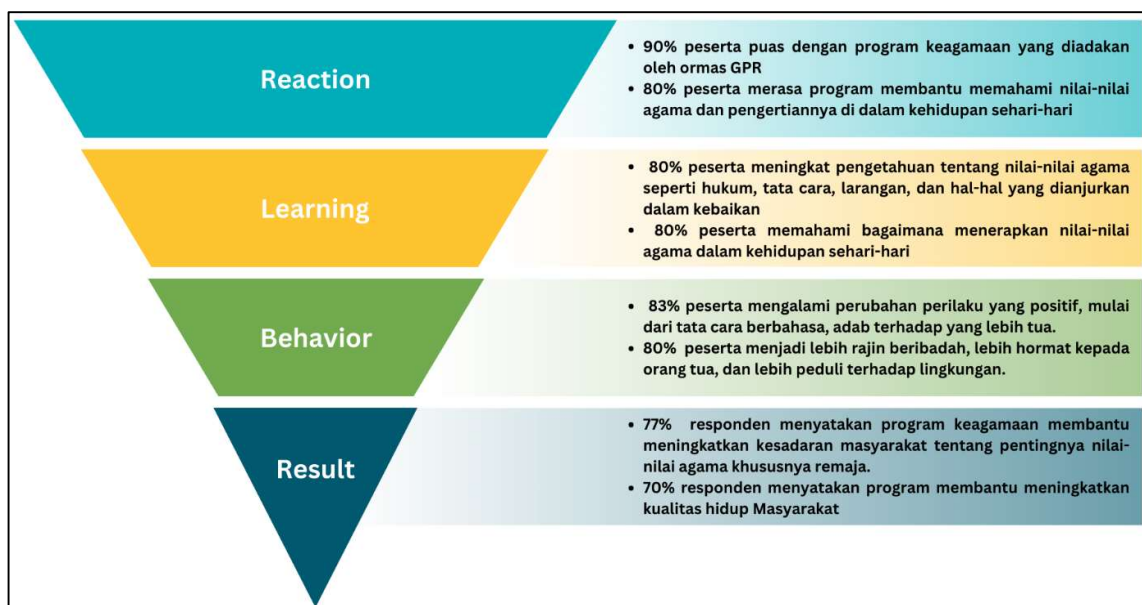 Reaction
• 90% peserta puas dengan program keagamaan yang diadakan
oleh ormas GPR
• 80% peserta merasa program membantu memahami nilai-nilai
agama dan pengertiannya di dalam kehidupan sehari-hari
Learning
• 80% peserta meningkat pengetahuan tentang nilai-nilai agama
seperti hukum, tata cara, larangan, dan hal-hal yang dianjurkan
dalam kebaikan
• 80% peserta memahami bagaimana menerapkan nilai-nilai
agama dalam kehidupan sehari-hari
Behavior
• 83% peserta mengalami perubahan perilaku yang positif, mulai
dari tata cara berbahasa, adab terhadap yang lebih tua.
• 80% peserta menjadi lebih rajin beribadah, lebih hormat kepada
orang tua, dan lebih peduli terhadap lingkungan.
Result
• 77% responden menyatakan program keagamaan membantu
meningkatkan kesadaran masyarakat tentang pentingnya nilai-
nilai agama khususnya remaja.
• 70% responden menyatakan program membantu meningkatkan
kualitas hidup Masyarakat